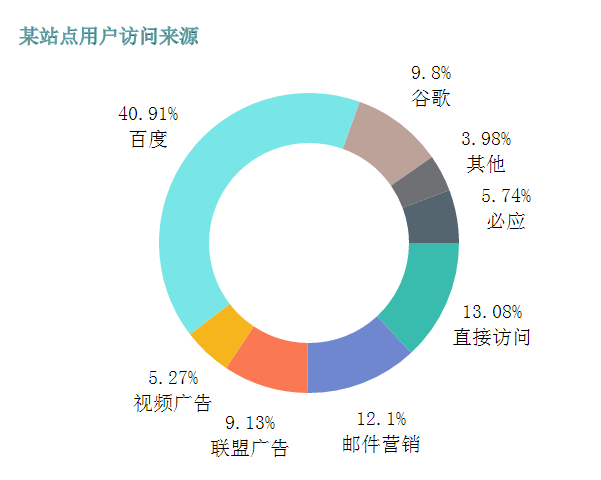 某站点用户访问来源
9.8%
谷歌
40.91%
百度
3.98%
其他
5.74%
必应
13.08%
直接访问
5.27%
视频广告
9.13%
联盟广告
12.1%
邮件营销